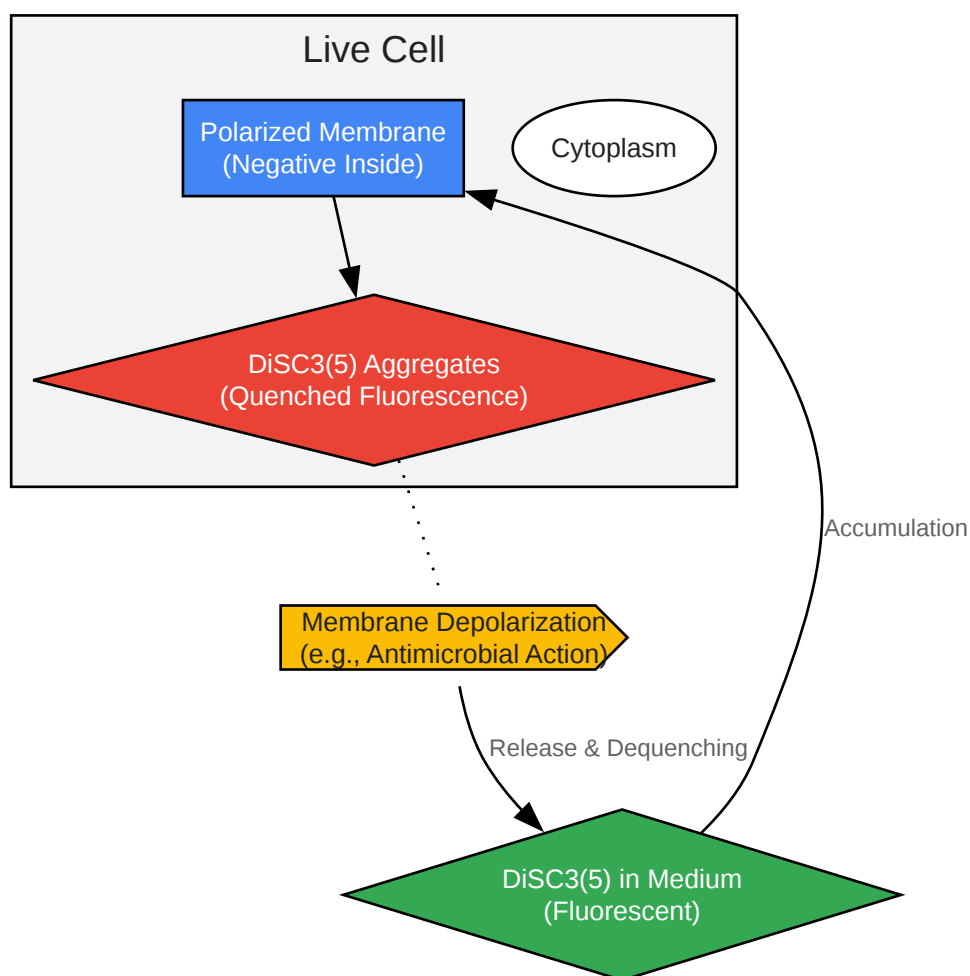 Live Cell
Polarized Membrane
(Negative Inside)
Cytoplasm
DiSC3(5) Aggregates
(Quenched Fluorescence)
Accumulation
Membrane Depolarization
(e.g., Antimicrobial Action)
Release & Dequenching
DiSC3(5) in Medium
(Fluorescent)